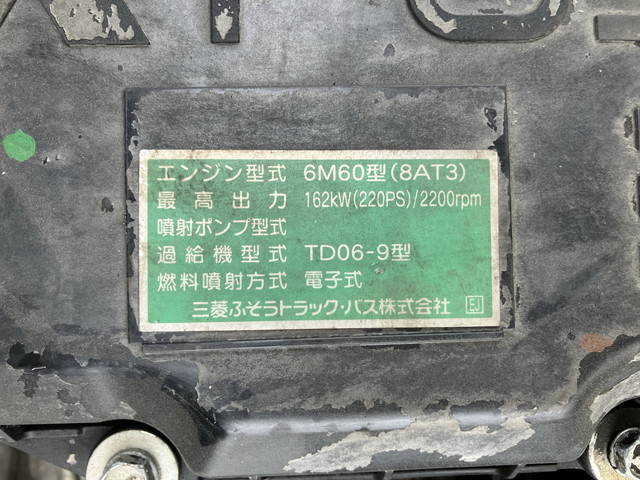 エンジン型式 6M60型(8AT3)
最高出力 162kW(220PS)/2200rpm
噴射ポンプ型式
過給機型式 TD06-9型
燃料噴射方式 電子式
三菱ふそうトラック・バス株式会社 EJ